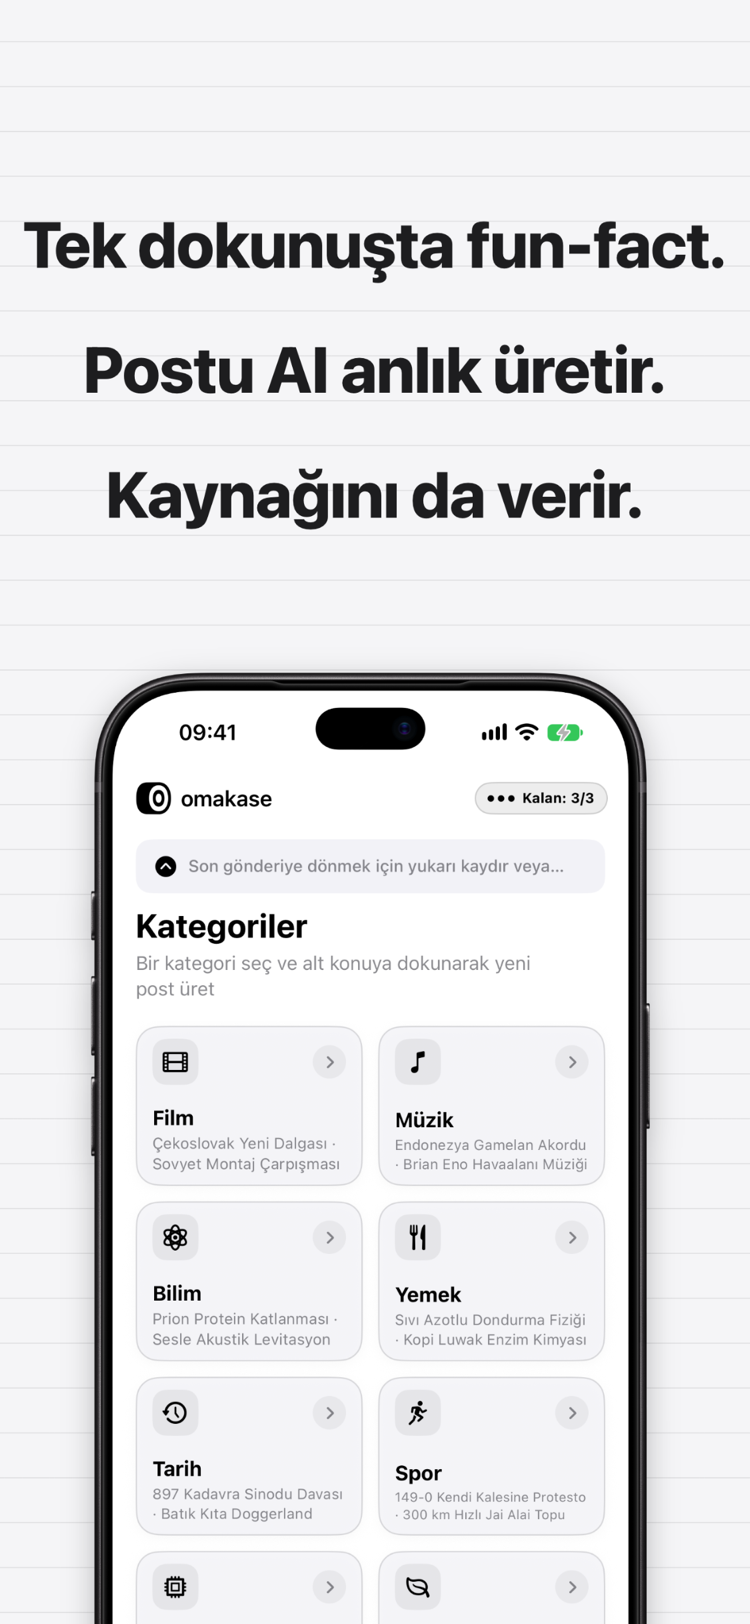 Tek dokunuşta fun-fact.
Postu AI anlık üretir.
Kaynağını da verir.
09:41
omakase
Kalan: 3/3
Son gönderiye dönmek için yukarı kaydır veya...
Kategoriler
Bir kategori seç ve alt konuya dokunarak yeni
post üret
Film
Çekoslovak Yeni Dalgası ·
Sovyet Montaj Çarpışması
Müzik
Endonezya Gamelan Akordu
· Brian Eno Havaalanı Müziği
Bilim
Prion Protein Katlanması ·
Sesle Akustik Levitasyon
Yemek
Sıvı Azotlu Dondurma Fiziği
· Kopi Luwak Enzim Kimyası
Tarih
897 Kadavra Sinodu Davası
· Batık Kıta Doggerland
Spor
149-0 Kendi Kalesine Protesto
· 300 km Hızlı Jai Alai Topu